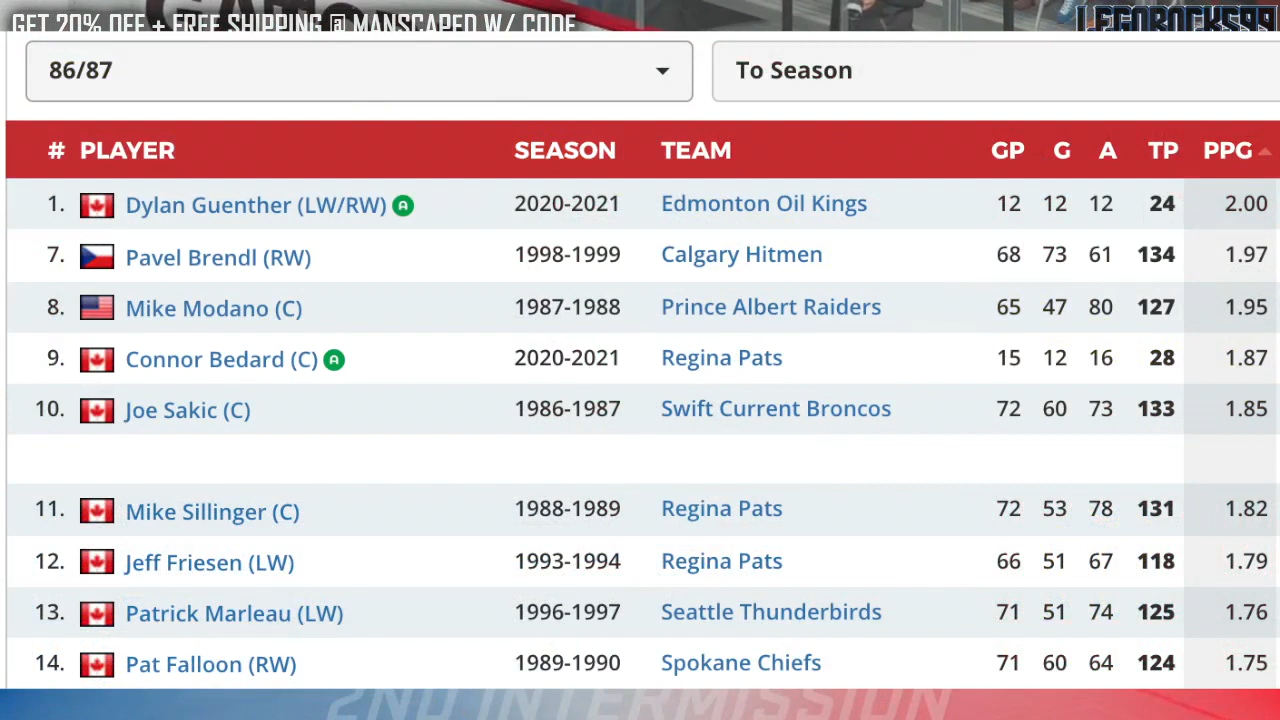 GET 20% OFF + FREE SHIPPING @ MANSCAPED W/ CODE LEGOROCKS99
86/87 To Season
# PLAYER SEASON TEAM GP G A TP PPG
1. Dylan Guenther (LW/RW) A 2020-2021 Edmonton Oil Kings 12 12 12 24 2.00
7. Pavel Brendl (RW) 1998-1999 Calgary Hitmen 68 73 61 134 1.97
8. Mike Modano (C) 1987-1988 Prince Albert Raiders 65 47 80 127 1.95
9. Connor Bedard (C) A 2020-2021 Regina Pats 15 12 16 28 1.87
10. Joe Sakic (C) 1986-1987 Swift Current Broncos 72 60 73 133 1.85
11. Mike Sillinger (C) 1988-1989 Regina Pats 72 53 78 131 1.82
12. Jeff Friesen (LW) 1993-1994 Regina Pats 66 51 67 118 1.79
13. Patrick Marleau (LW) 1996-1997 Seattle Thunderbirds 71 51 74 125 1.76
14. Pat Falloon (RW) 1989-1990 Spokane Chiefs 71 60 64 124 1.75
2ND INTERMISSION